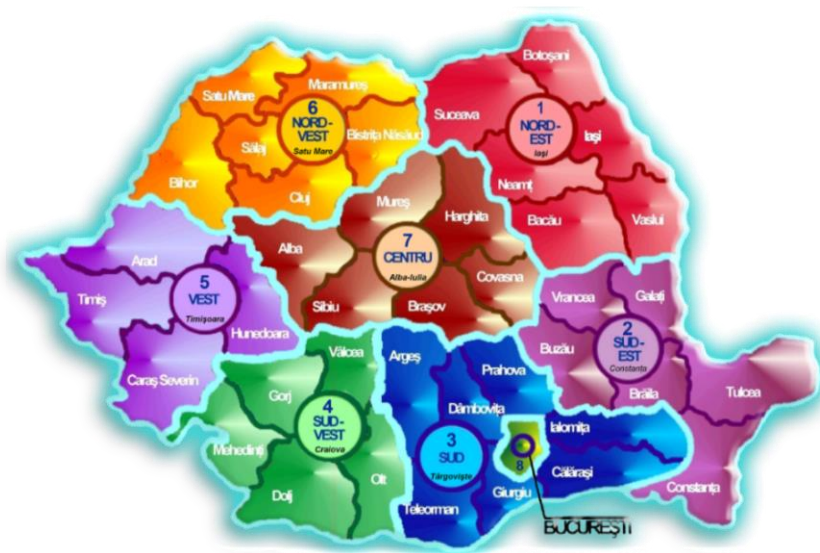 Botoșani
Maramureș
Satu Mare
6
NORD-
VEST
Satu Mare
Suceava
1
NORD-
EST
Iași
Iași
Bistrița Năsăud
Sălaj
Bihor
Cluj
Neamț
Bacău
Vaslui
Mureș
Harghita
Alba
7
CENTRU
Alba-Iulia
Covasna
Sibiu
Brașov
Arad
5
VEST
Timișoara
Timiș
Hunedoara
Caraș Severin
Vrancea
Galați
2
SUD-
EST
Constanța
Buzău
Brăila
Tulcea
Constanța
Vâlcea
Gorj
4
SUD-
VEST
Craiova
Mehedinți
Dolj
Olt
Argeș
Prahova
Dâmbovița
3
SUD
Târgoviște
Ialomița
8
Călărași
Giurgiu
Teleorman
BUCUREȘTI